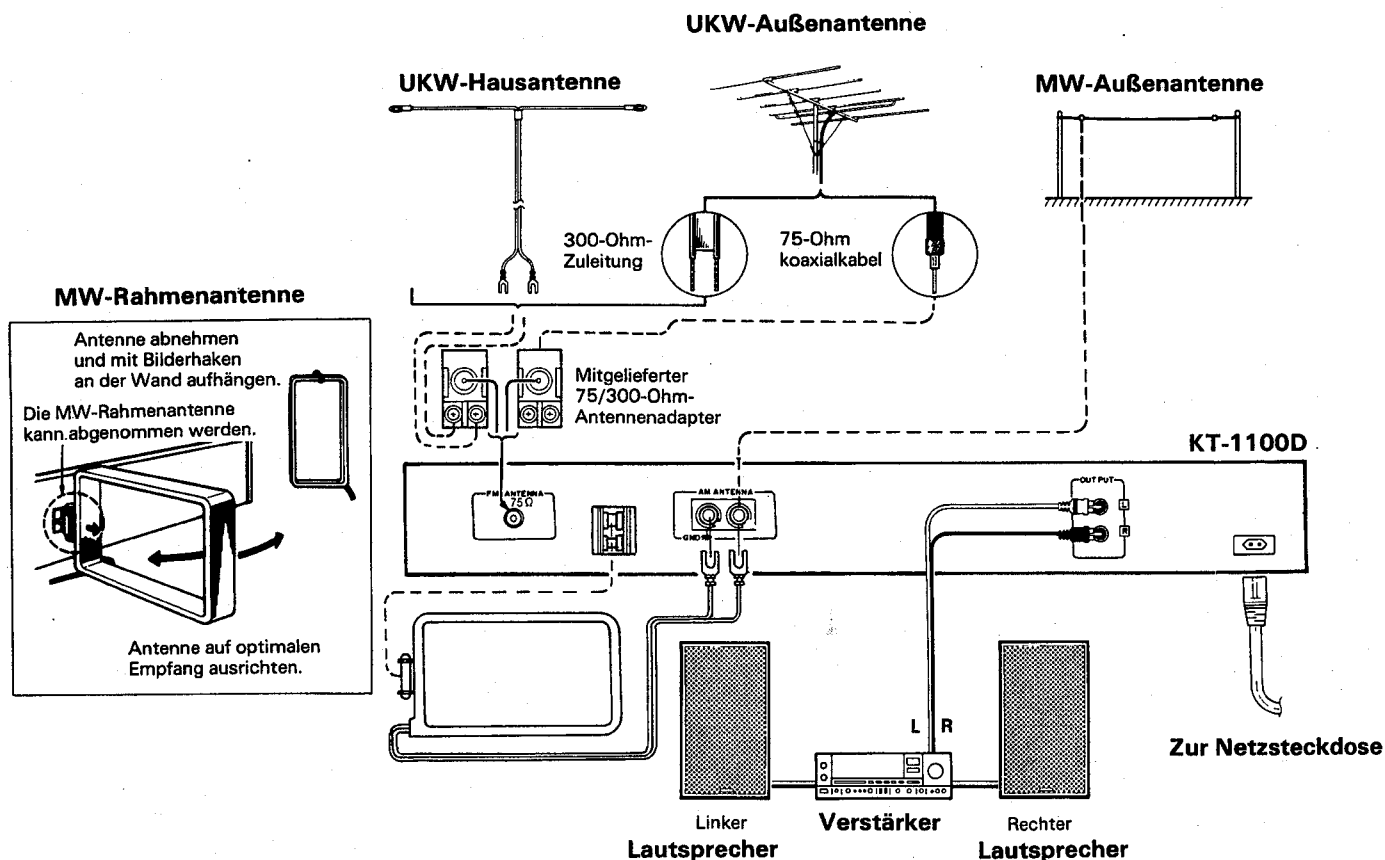 UKW-Außenantenne
UKW-Hausantenne
MW-Außenantenne
300-Ohm-
Zuleitung
75-Ohm
koaxialkabel
MW-Rahmenantenne
Antenne abnehmen
und mit Bilderhaken
an der Wand aufhängen.
Die MW-Rahmenantenne
kann abgenommen werden.
Antenne auf optimalen
Empfang ausrichten.
Mitgelieferter
75/300-Ohm-
Antennenadapter
KT-1100D
FM ANTENNA
75Ω
AM ANTENNA
GND
OUTPUT
L
R
L R
Zur Netzsteckdose
Linker
Lautsprecher
Verstärker
Rechter
Lautsprecher